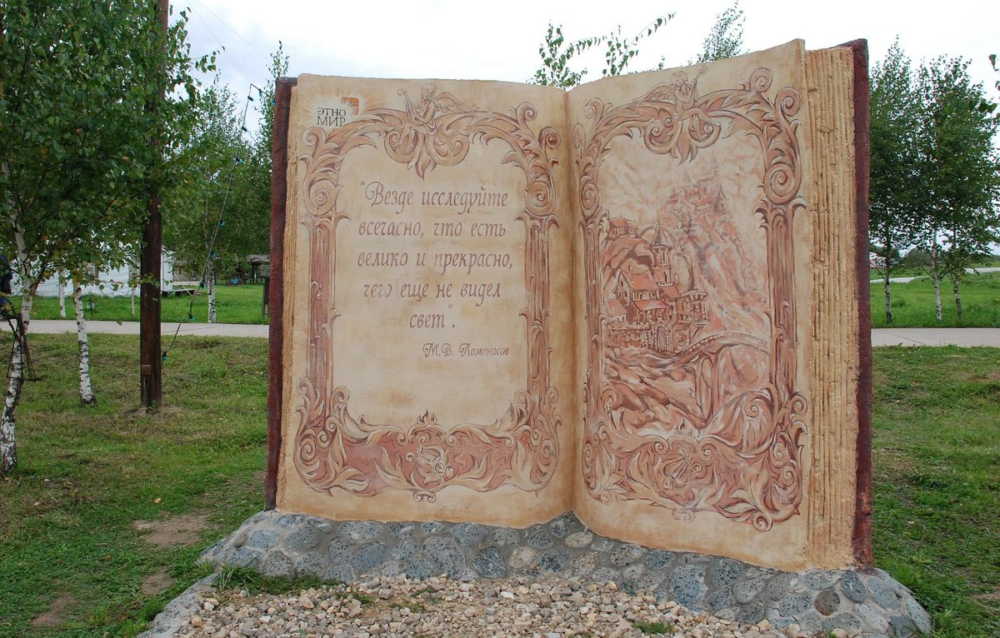 ЭТНО
МИР
"Везде исследуйте
всечасно, что есть
велико и прекрасно,
чего еще не видел
свет".
М.В. Ломоносов